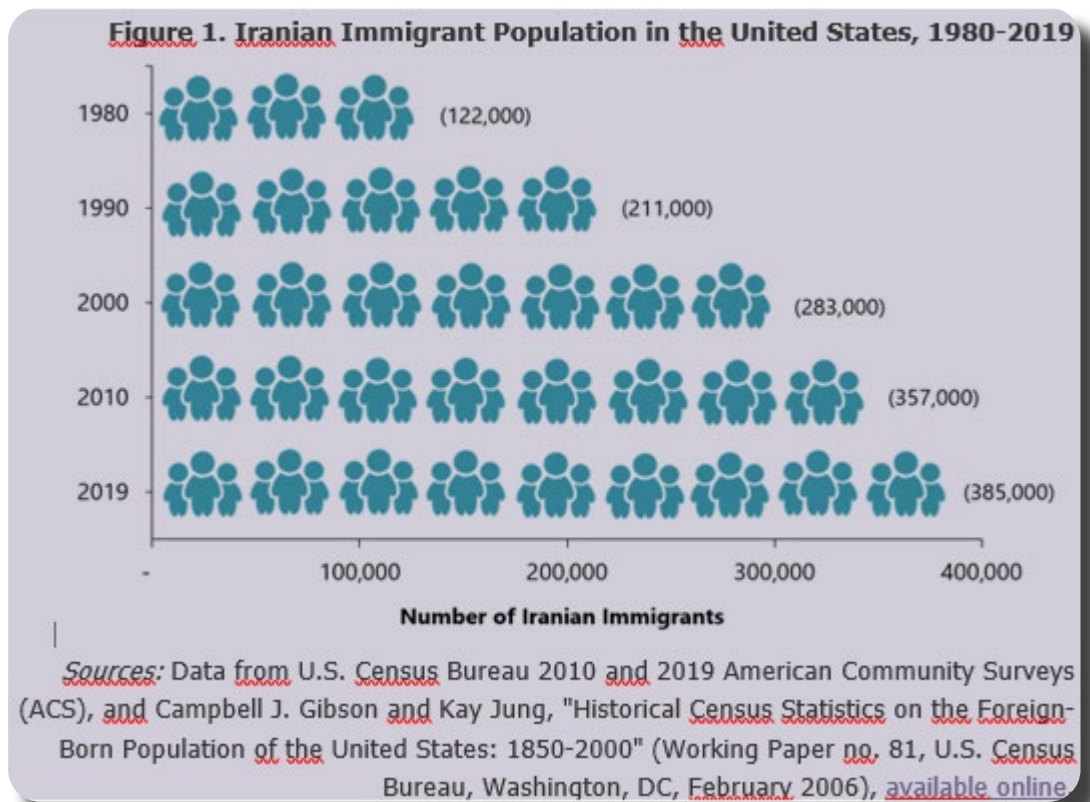 Figure 1. Iranian Immigrant Population in the United States, 1980-2019
1980
(122,000)
1990
(211,000)
2000
(283,000)
2010
(357,000)
2019
(385,000)
- 100,000 200,000 300,000 400,000
Number of Iranian Immigrants
Sources: Data from U.S. Census Bureau 2010 and 2019 American Community Surveys
(ACS), and Campbell J. Gibson and Kay Jung, "Historical Census Statistics on the Foreign-
Born Population of the United States: 1850-2000" (Working Paper no. 81, U.S. Census
Bureau, Washington, DC, February 2006), available online.